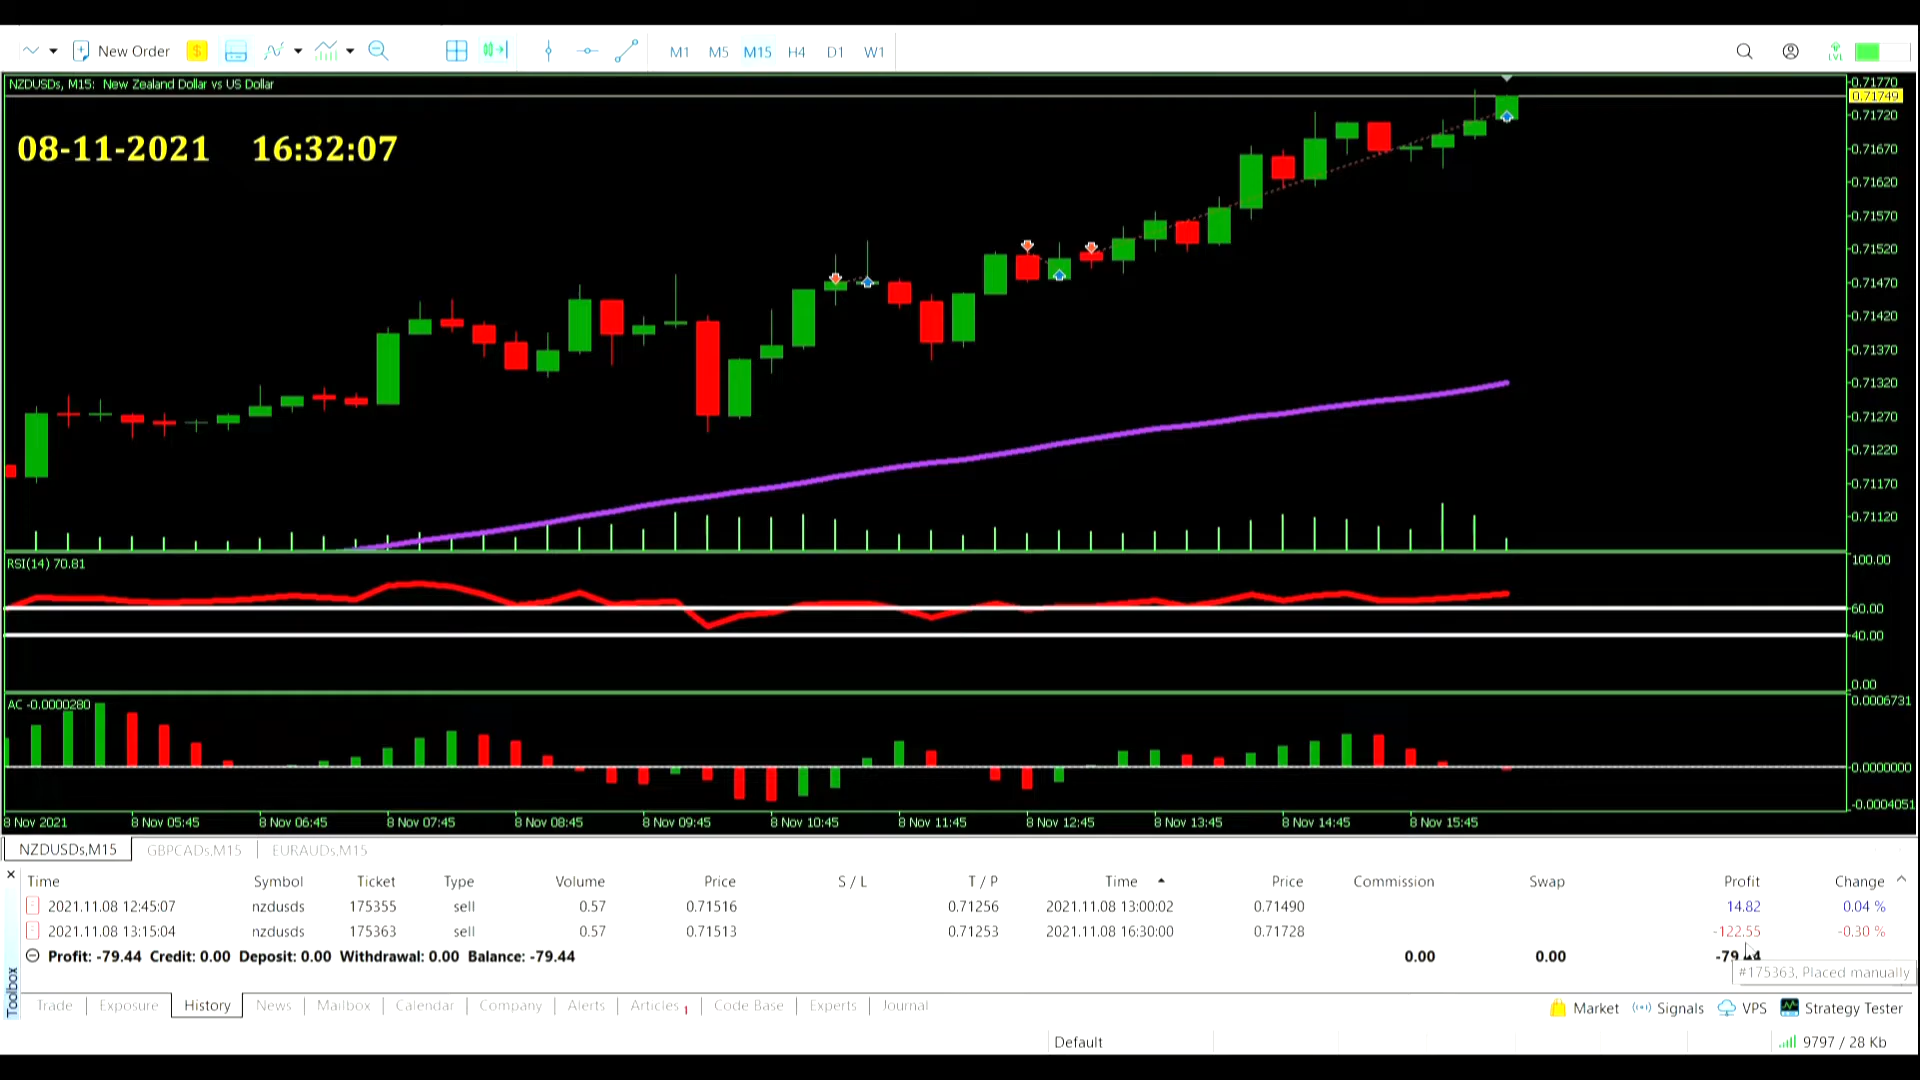 New Order M1 M5 M15 H4 D1 W1 LVL
NZDUSDs, M15: New Zealand Dollar vs US Dollar
08-11-2021 16:32:07
0.71770
0.71749
0.71720
0.71670
0.71620
0.71570
0.71520
0.71470
0.71420
0.71370
0.71320
0.71270
0.71220
0.71170
0.71120
RSI(14) 70.81
100.00
60.00
40.00
0.00
AC -0.0000280
0.0006731
0.0000000
-0.0004051
8 Nov 2021 8 Nov 05:45 8 Nov 06:45 8 Nov 07:45 8 Nov 08:45 8 Nov 09:45 8 Nov 10:45 8 Nov 11:45 8 Nov 12:45 8 Nov 13:45 8 Nov 14:45 8 Nov 15:45
NZDUSDs,M15 GBPCADs,M15 EURAUDs,M15
Time Symbol Ticket Type Volume Price S / L T / P Time Price Commission Swap Profit Change
2021.11.08 12:45:07 nzdusds 175355 sell 0.57 0.71516 0.71256 2021.11.08 13:00:02 0.71490 14.82 0.04 %
2021.11.08 13:15:04 nzdusds 175363 sell 0.57 0.71513 0.71253 2021.11.08 16:30:00 0.71728 -122.55 -0.30 %
Profit: -79.44 Credit: 0.00 Deposit: 0.00 Withdrawal: 0.00 Balance: -79.44 0.00 0.00
#175363, Placed manually
Toolbox
Trade Exposure History News Mailbox Calendar Company Alerts Articles 1 Code Base Experts Journal
Market Signals VPS Strategy Tester
Default 9797 / 28 Kb